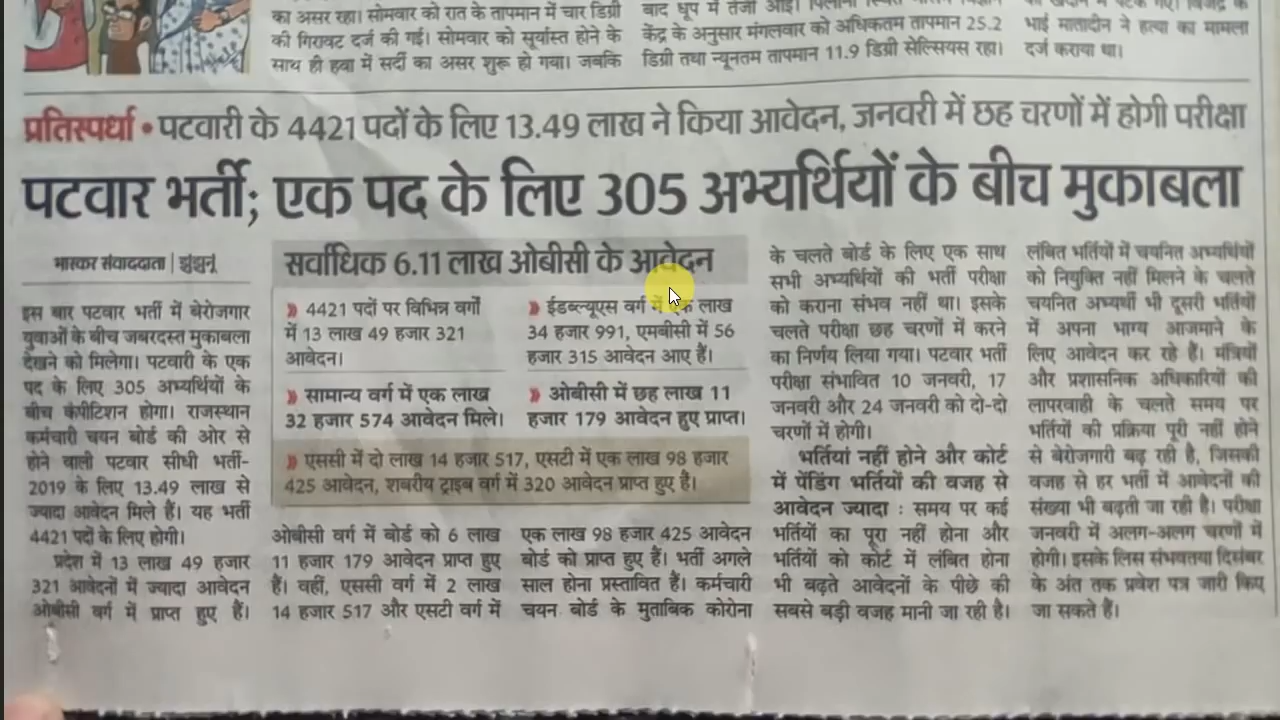 का असर रहा। सोमवार को रात के तापमान में चार डिग्री
की गिरावट दर्ज की गई। सोमवार को सूर्यास्त होने के
साथ ही हवा में सर्दी का असर शुरू हो गया। जबकि
बाद धूप में तेजी आई।
केंद्र के अनुसार मंगलवार को अधिकतम तापमान 25.2
डिग्री तथा न्यूनतम तापमान 11.9 डिग्री सेल्सियस रहा।
भाई मातादीन ने हत्या का मामला
दर्ज कराया था।
प्रतिस्पर्धा • पटवारी के 4421 पदों के लिए 13.49 लाख ने किया आवेदन, जनवरी में छह चरणों में होगी परीक्षा
पटवार भर्ती; एक पद के लिए 305 अभ्यर्थियों के बीच मुकाबला
भास्कर संवाददाता | झुंझुनूं
इस बार पटवार भर्ती में बेरोजगार
युवाओं के बीच जबरदस्त मुकाबला
देखने को मिलेगा। पटवारी के एक
पद के लिए 305 अभ्यर्थियों के
बीच कंपीटिशन होगा। राजस्थान
कर्मचारी चयन बोर्ड की ओर से
होने वाली पटवार सीधी भर्ती-
2019 के लिए 13.49 लाख से
ज्यादा आवेदन मिले हैं। यह भर्ती
4421 पदों के लिए होगी।
प्रदेश में 13 लाख 49 हजार
321 आवेदनों में ज्यादा आवेदन
ओबीसी वर्ग में प्राप्त हुए हैं।
सर्वाधिक 6.11 लाख ओबीसी के आवेदन
» 4421 पदों पर विभिन्न वर्गों
में 13 लाख 49 हजार 321
आवेदन।
» ईडब्ल्यूएस वर्ग में एक लाख
34 हजार 991, एमबीसी में 56
हजार 315 आवेदन आए हैं।
» सामान्य वर्ग में एक लाख
32 हजार 574 आवेदन मिले।
» ओबीसी में छह लाख 11
हजार 179 आवेदन हुए प्राप्त।
» एससी में दो लाख 14 हजार 517, एसटी में एक लाख 98 हजार
425 आवेदन, शबरीय ट्राइब वर्ग में 320 आवेदन प्राप्त हुए है।
ओबीसी वर्ग में बोर्ड को 6 लाख
11 हजार 179 आवेदन प्राप्त हुए
हैं। वहीं, एससी वर्ग में 2 लाख
14 हजार 517 और एसटी वर्ग में
एक लाख 98 हजार 425 आवेदन
बोर्ड को प्राप्त हुए हैं। भर्ती अगले
साल होना प्रस्तावित हैं। कर्मचारी
चयन बोर्ड के मुताबिक कोरोना
के चलते बोर्ड के लिए एक साथ
सभी अभ्यर्थियों की भर्ती परीक्षा
को कराना संभव नहीं था। इसके
चलते परीक्षा छह चरणों में करने
का निर्णय लिया गया। पटवार भर्ती
परीक्षा संभावित 10 जनवरी, 17
जनवरी और 24 जनवरी को दो-दो
चरणों में होगी।
भर्तियां नहीं होने और कोर्ट
में पेंडिंग भर्तियों की वजह से
आवेदन ज्यादा : समय पर कई
भर्तियों का पूरा नहीं होना और
भर्तियों को कोर्ट में लंबित होना
भी बढ़ते आवेदनों के पीछे की
सबसे बड़ी वजह मानी जा रही है।
लंबित भर्तियों में चयनित अभ्यर्थियों
को नियुक्ति नहीं मिलने के चलते
चयनित अभ्यर्थी भी दूसरी भर्तियों
में अपना भाग्य आजमाने के
लिए आवेदन कर रहे हैं। मंत्रियों
और प्रशासनिक अधिकारियों की
लापरवाही के चलते समय पर
भर्तियों की प्रक्रिया पूरी नहीं होने
से बेरोजगारी बढ़ रही है, जिसकी
वजह से हर भर्ती में आवेदनों की
संख्या भी बढ़ती जा रही है। परीक्षा
जनवरी में अलग-अलग चरणों में
होगी। इसके लिस संभवतया दिसंबर
के अंत तक प्रवेश पत्र जारी किए
जा सकते हैं।